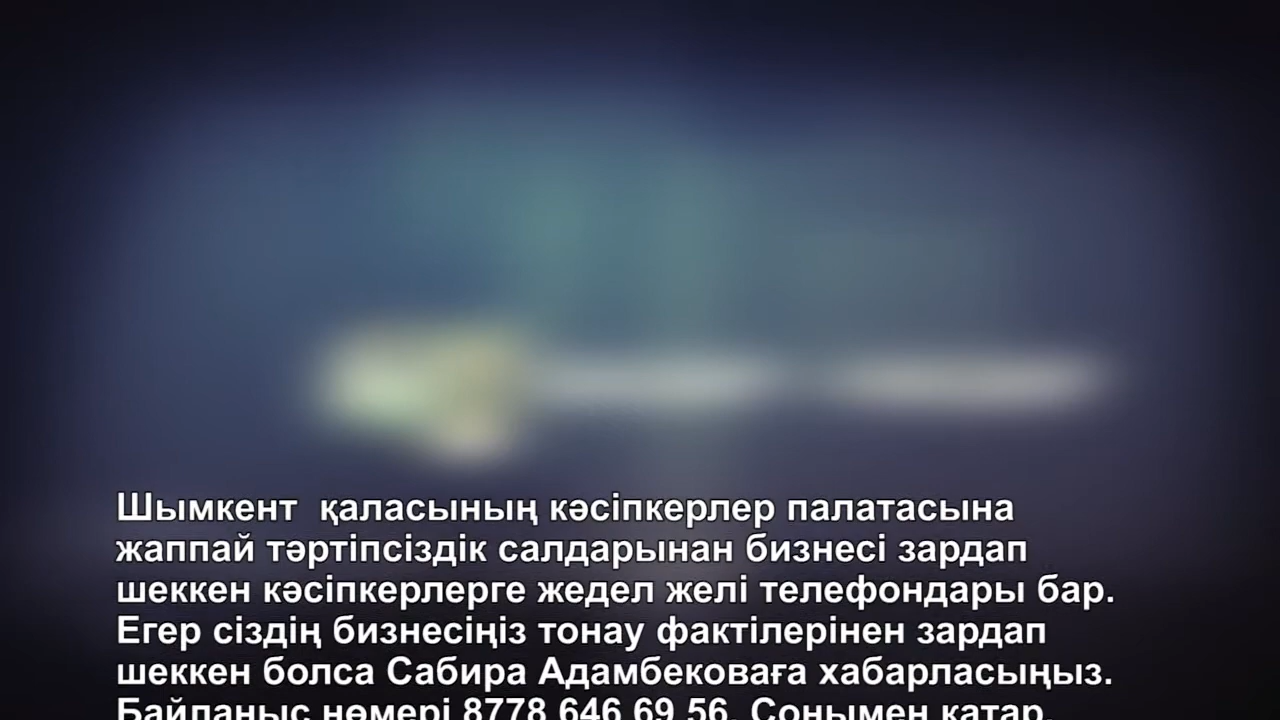 Шымкент қаласының кәсіпкерлер палатасына
жаппай тәртіпсіздік салдарынан бизнесі зардап
шеккен кәсіпкерлерге жедел желі телефондары бар.
Егер сіздің бизнесіңіз тонау фактілерінен зардап
шеккен болса Сабира Адамбековаға хабарласыңыз.
Байланыс нөмері 8778 646 69 56. Сонымен қатар,